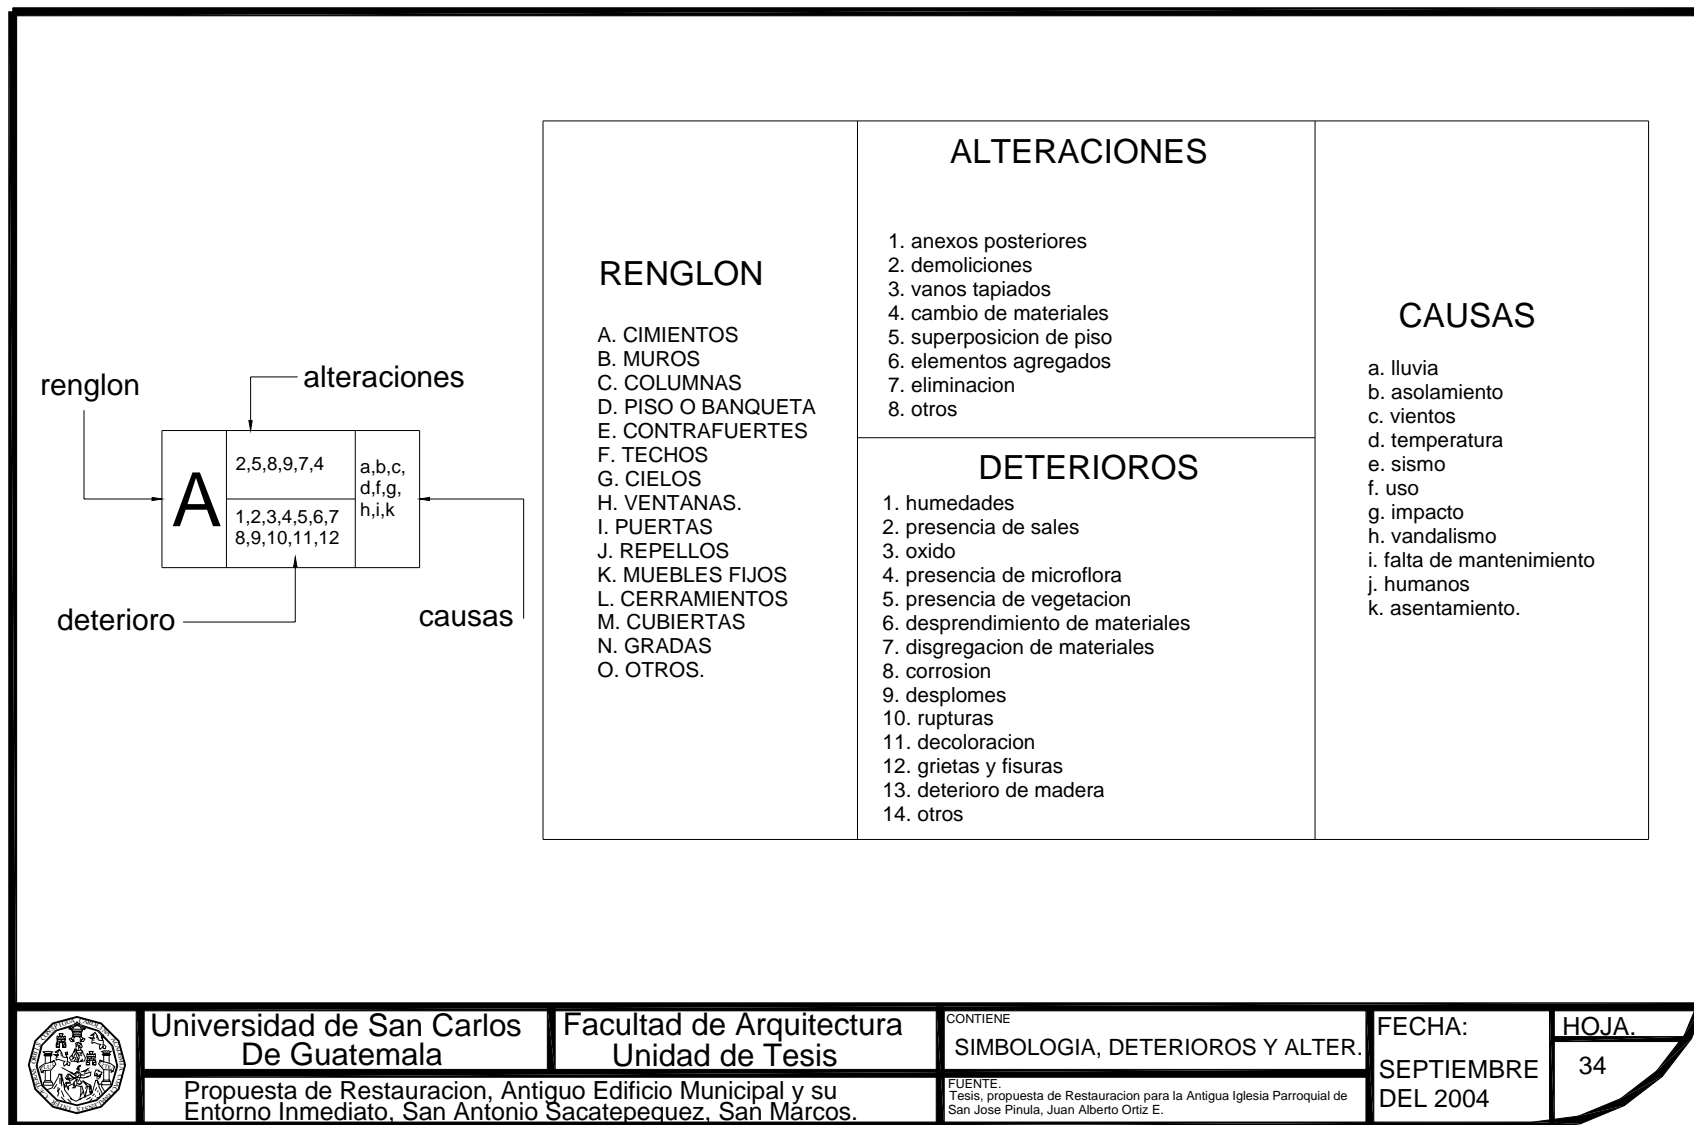 renglon
alteraciones
A
2,5,8,9,7,4
1,2,3,4,5,6,7
8,9,10,11,12
a,b,c,
d,f,g,
h,i,k
deterioro
causas
RENGLON
A. CIMIENTOS
B. MUROS
C. COLUMNAS
D. PISO O BANQUETA
E. CONTRAFUERTES
F. TECHOS
G. CIELOS
H. VENTANAS.
I. PUERTAS
J. REPELLOS
K. MUEBLES FIJOS
L. CERRAMIENTOS
M. CUBIERTAS
N. GRADAS
O. OTROS.
ALTERACIONES
1. anexos posteriores
2. demoliciones
3. vanos tapiados
4. cambio de materiales
5. superposicion de piso
6. elementos agregados
7. eliminacion
8. otros
DETERIOROS
1. humedades
2. presencia de sales
3. oxido
4. presencia de microflora
5. presencia de vegetacion
6. desprendimiento de materiales
7. disgregacion de materiales
8. corrosion
9. desplomes
10. rupturas
11. decoloracion
12. grietas y fisuras
13. deterioro de madera
14. otros
CAUSAS
a. lluvia
b. asolamiento
c. vientos
d. temperatura
e. sismo
f. uso
g. impacto
h. vandalismo
i. falta de mantenimiento
j. humanos
k. asentamiento.
Universidad de San Carlos
De Guatemala
Facultad de Arquitectura
Unidad de Tesis
Propuesta de Restauracion, Antiguo Edificio Municipal y su
Entorno Inmediato, San Antonio Sacatepequez, San Marcos.
CONTIENE
SIMBOLOGIA, DETERIOROS Y ALTER.
FUENTE.
Tesis, propuesta de Restauracion para la Antigua Iglesia Parroquial de
San Jose Pinula, Juan Alberto Ortiz E.
FECHA:
SEPTIEMBRE
DEL 2004
HOJA.
34